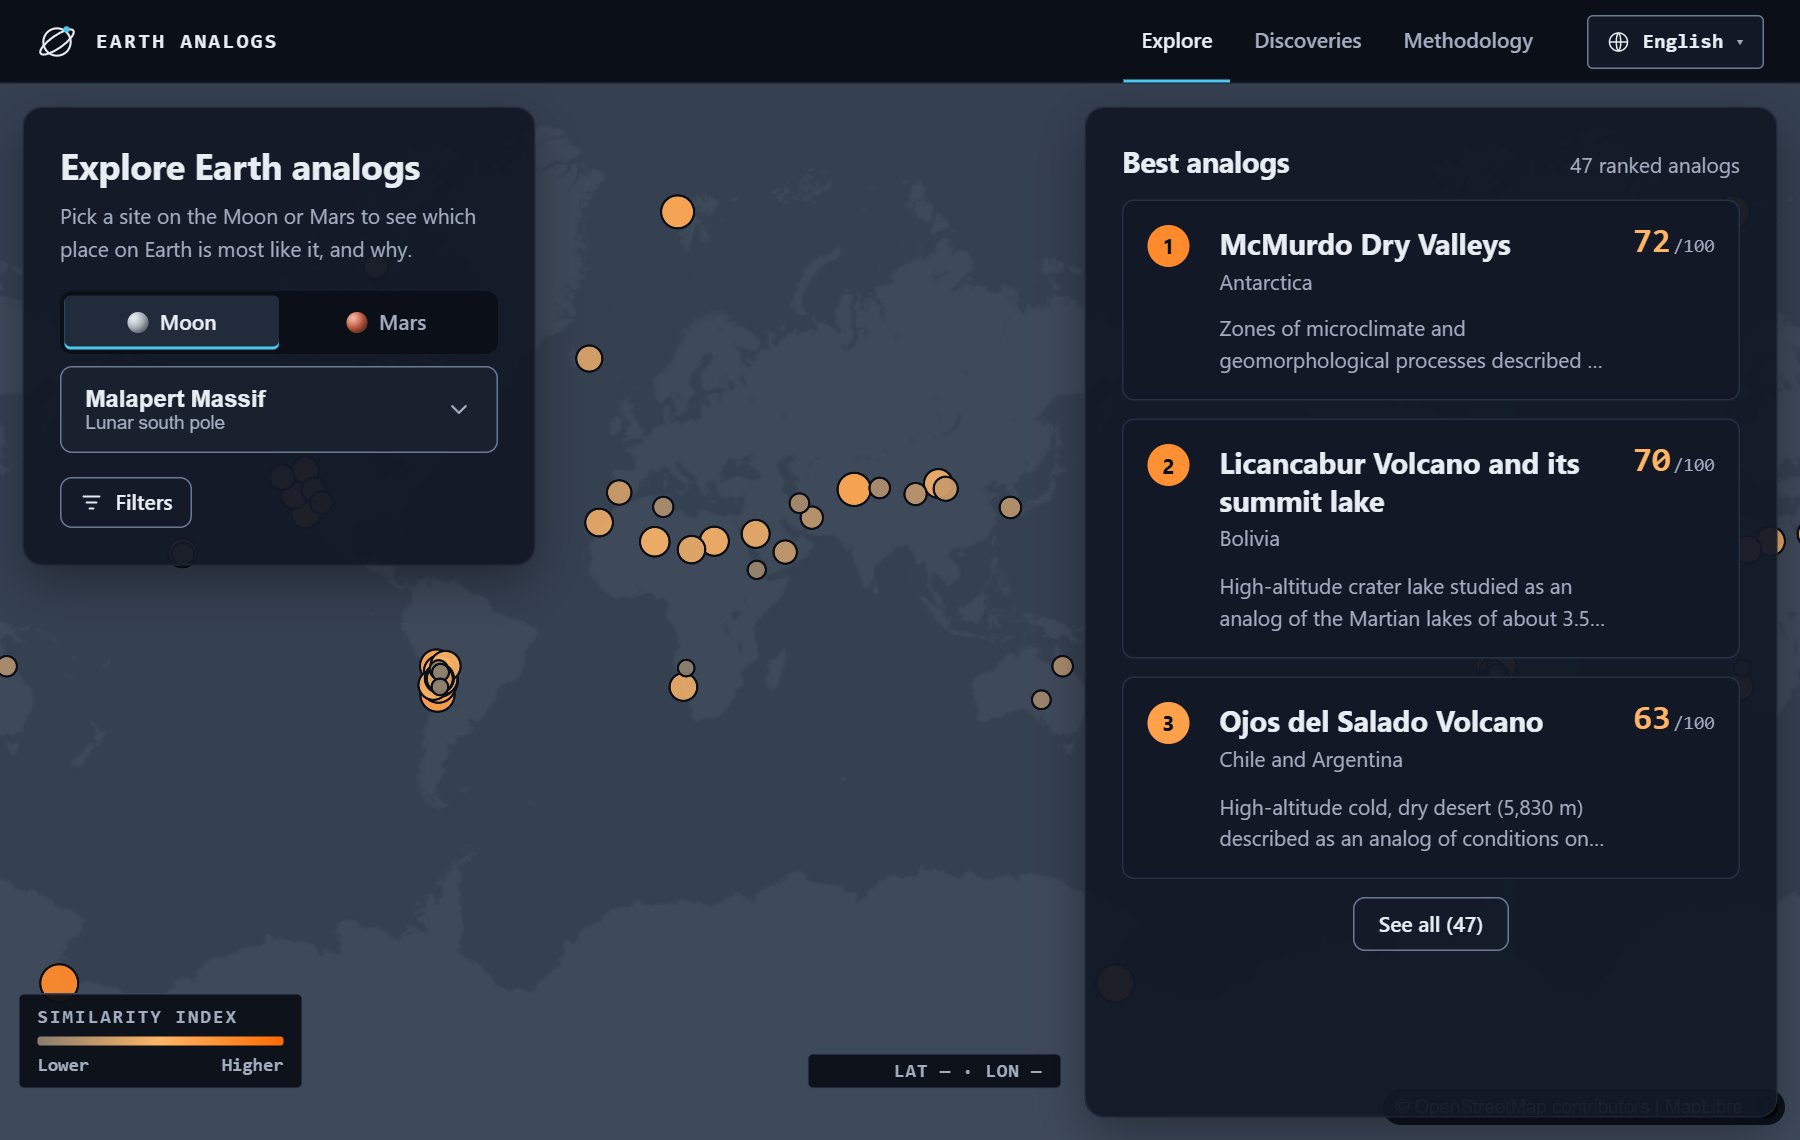 EARTH ANALOGS
Explore
Discoveries
Methodology
English
Explore Earth analogs
Pick a site on the Moon or Mars to see which
place on Earth is most like it, and why.
Moon
Mars
Malapert Massif
Lunar south pole
Filters
Best analogs
47 ranked analogs
1
McMurdo Dry Valleys
72/100
Antarctica
Zones of microclimate and
geomorphological processes described ...
2
Licancabur Volcano and its
summit lake
70/100
Bolivia
High-altitude crater lake studied as an
analog of the Martian lakes of about 3.5...
3
Ojos del Salado Volcano
63/100
Chile and Argentina
High-altitude cold, dry desert (5,830 m)
described as an analog of conditions on...
See all (47)
SIMILARITY INDEX
Lower
Higher
LAT — · LON —
© OpenStreetMap contributors | MapLibre